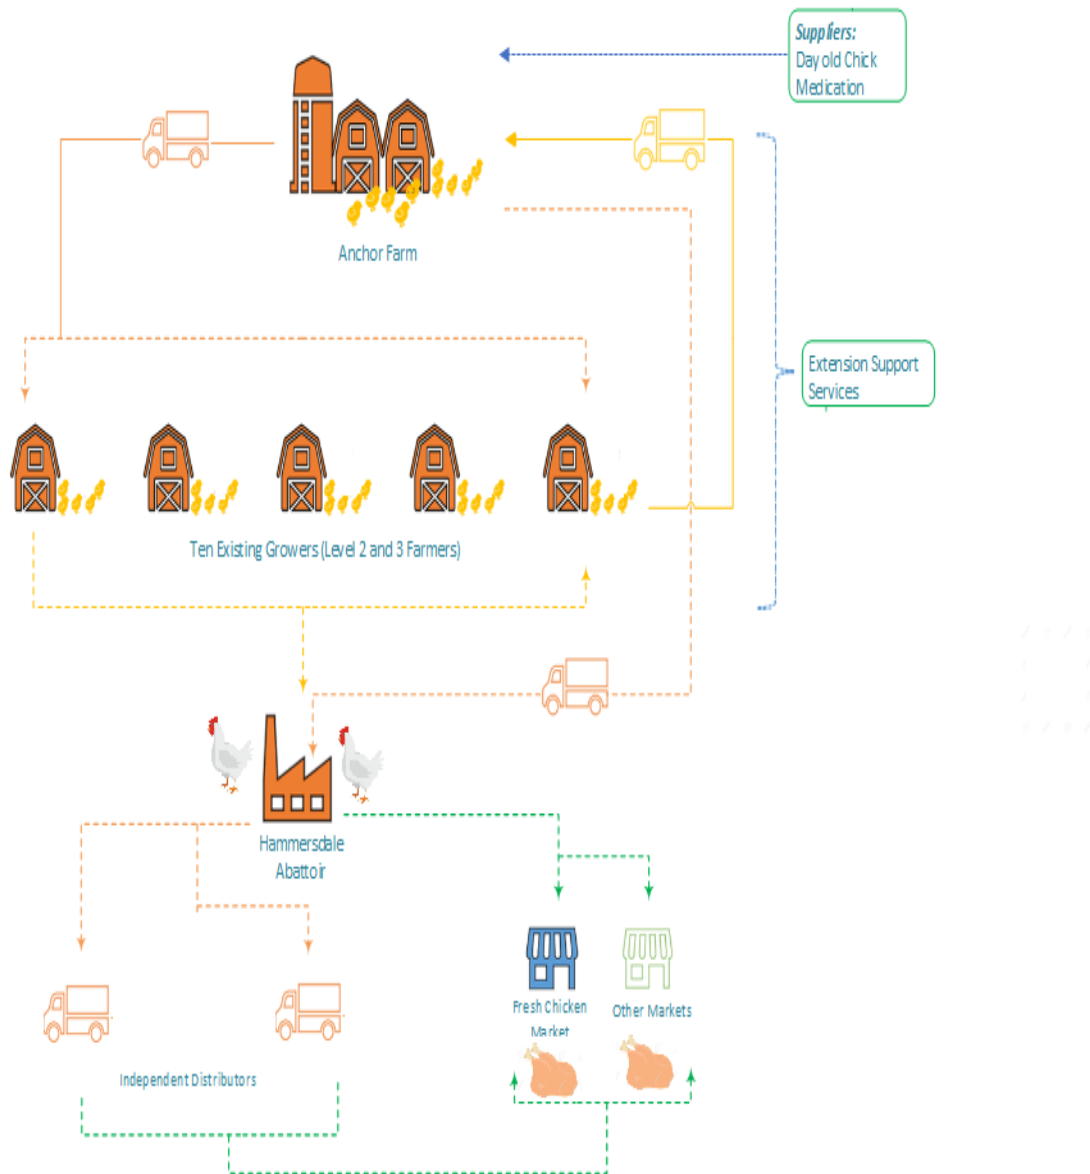 Suppliers:
Day old Chick
Medication
Anchor Farm
Extension Support
Services
Ten Existing Growers (Level 2 and 3 Farmers)
Hammersdale
Abattoir
Fresh Chicken
Market
Other Markets
Independent Distributors